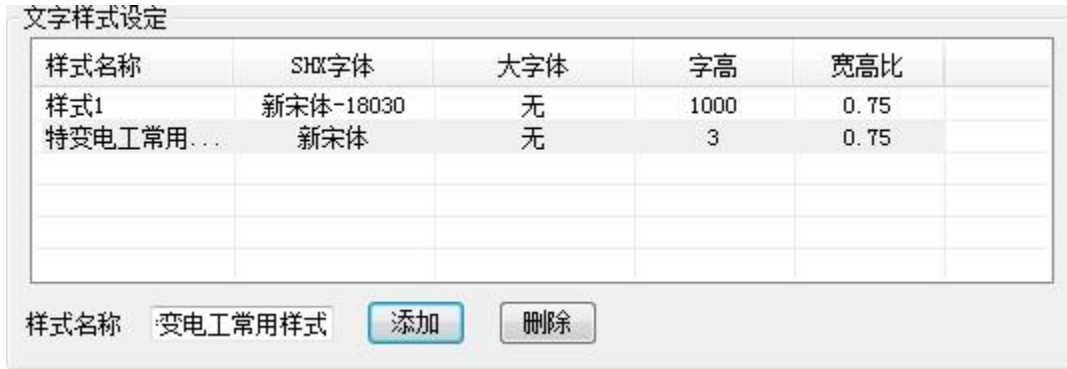 文字样式设定
样式名称 SHX字体 大字体 字高 宽高比
样式1 新宋体-18030 无 1000 0.75
特变电工常用... 新宋体 无 3 0.75
样式名称 变电工常用样式 添加 删除